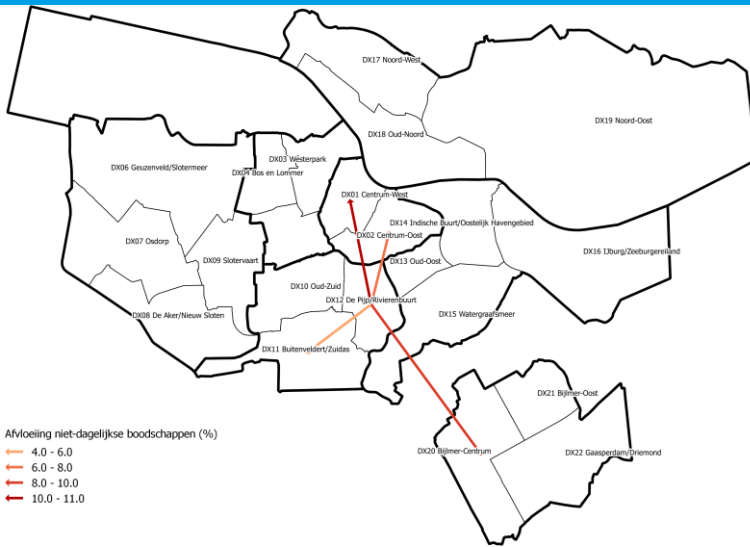 DX17 Noord-West
DX19 Noord-Oost
DX18 Oud-Noord
DX03 Westerpark
DX06 Geuzenveld/Slotermeer
DX04 Bos en Lommer
DX01 Centrum-West
DX14 Indische Buurt/Oostelijk Havengebied
DX02 Centrum-Oost
DX07 Osdorp
DX16 IJburg/Zeeburgereiland
DX09 Slotervaart
DX13 Oud-Oost
DX10 Oud-Zuid
DX12 De Pijp/Rivierenbuurt
DX08 De Aker/Nieuw Sloten
DX15 Watergraafsmeer
DX11 Buitenveldert/Zuidas
DX21 Bijlmer-Oost
Afvloeiing niet-dagelijkse boodschappen (%)
4.0 - 6.0
6.0 - 8.0
8.0 - 10.0
10.0 - 11.0
DX20 Bijlmer-Centrum
DX22 Gaasperdam/Driemond